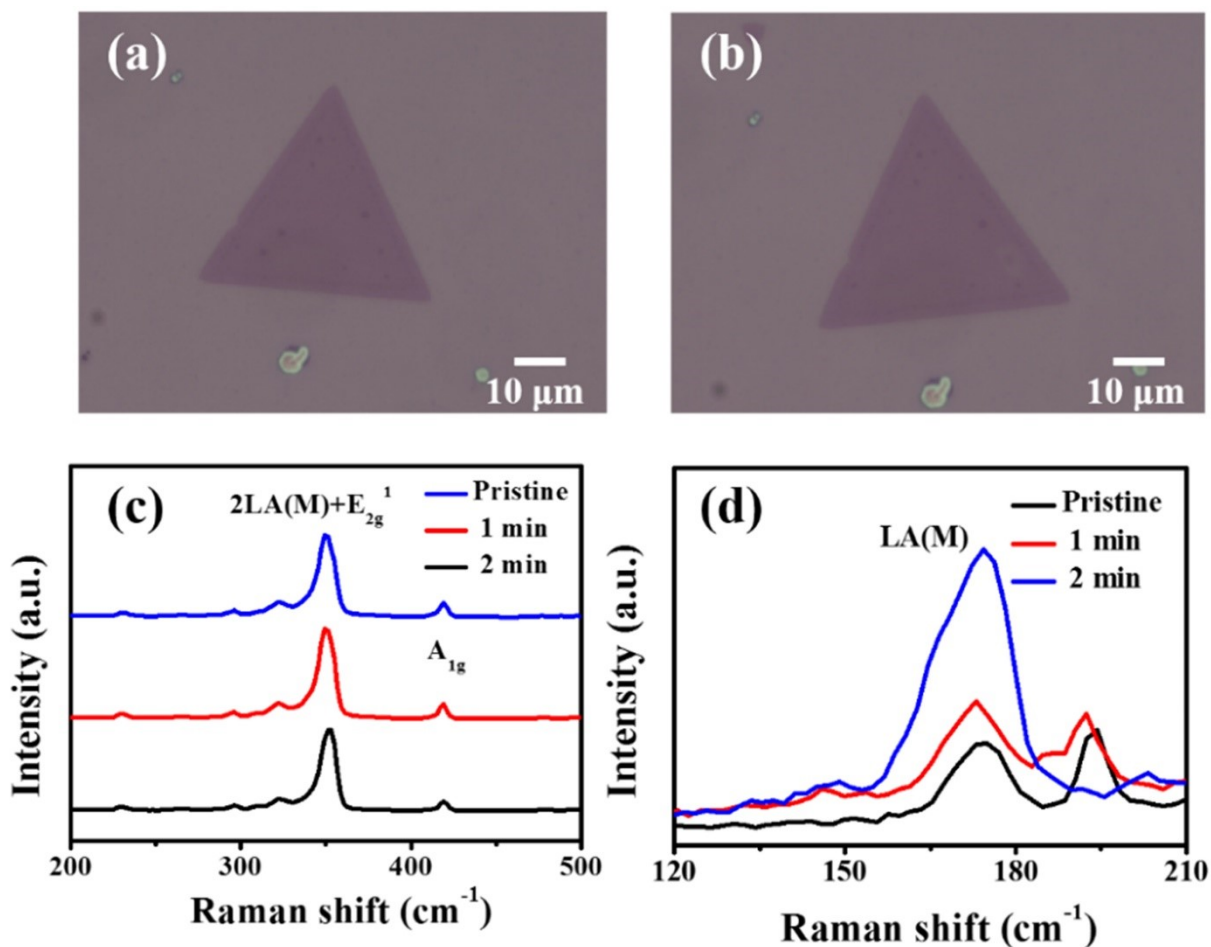 (a)
10 μm
(b)
10 μm
(c)
2LA(M)+E2g1
Pristine
1 min
2 min
A1g
Intensity (a.u.)
200 300 400 500
Raman shift (cm-1)
(d)
LA(M)
Pristine
1 min
2 min
Intensity (a.u.)
120 150 180 210
Raman shift (cm-1)